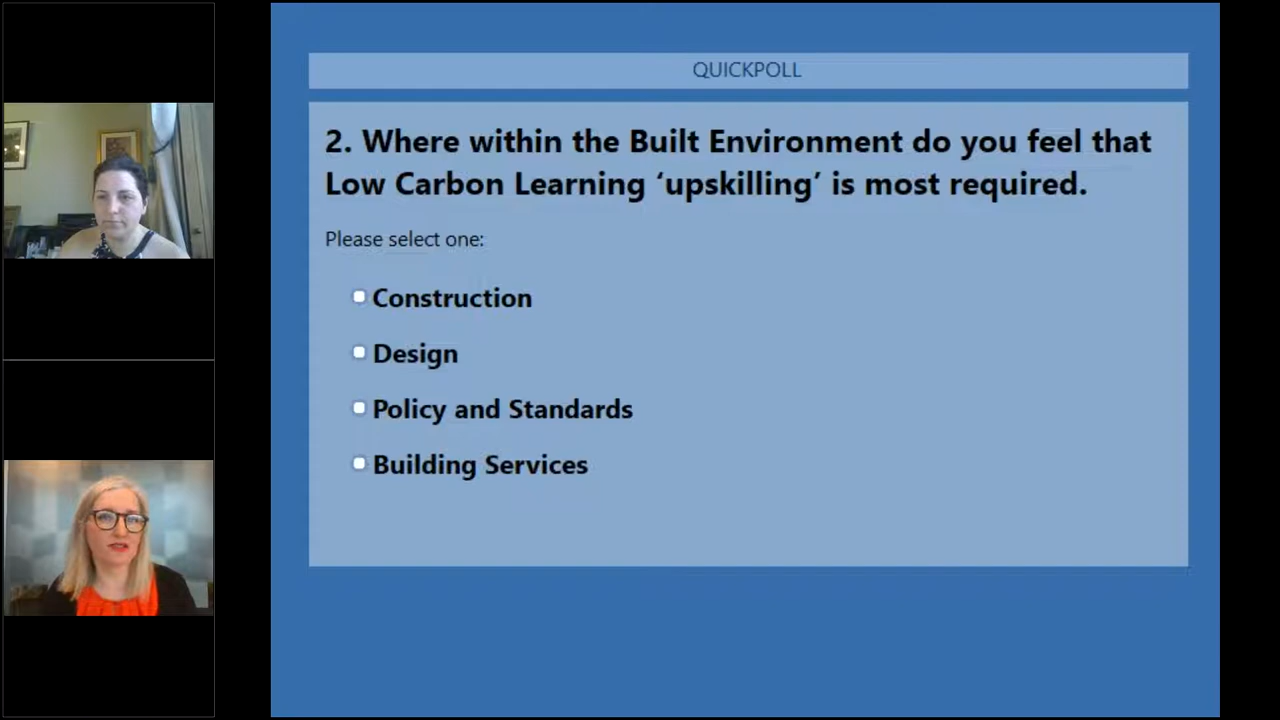 QUICKPOLL
2. Where within the Built Environment do you feel that
Low Carbon Learning ‘upskilling’ is most required.
Please select one:
Construction
Design
Policy and Standards
Building Services